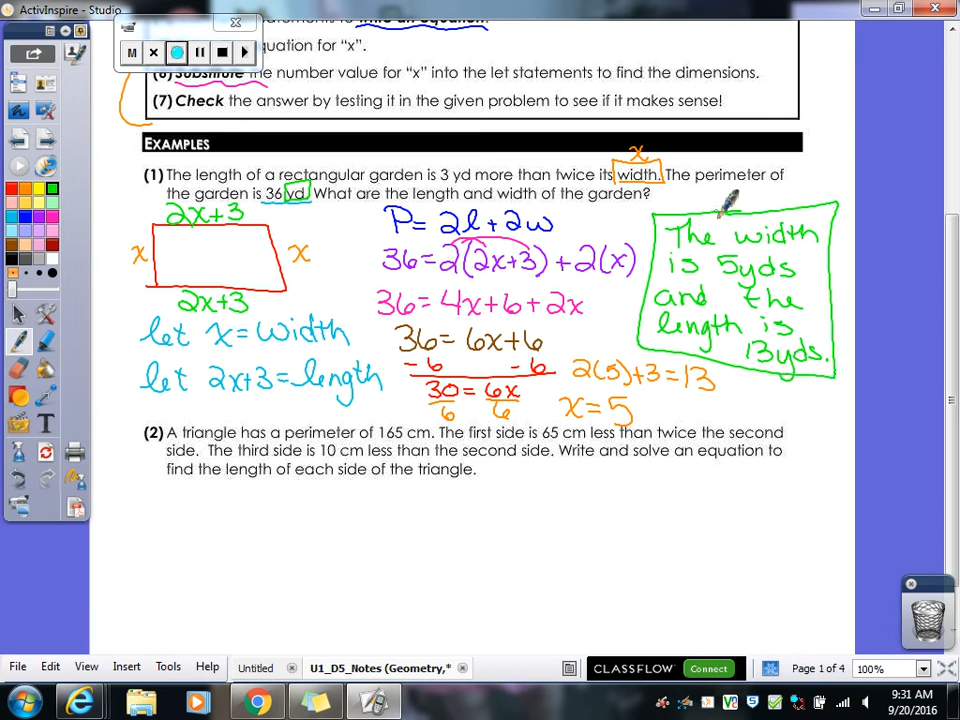 ActivInspire - Studio
statements to write an equation.
quation for "x".
(6) Substitute the number value for "x" into the let statements to find the dimensions.
(7) Check the answer by testing it in the given problem to see if it makes sense!
EXAMPLES
x
(1) The length of a rectangular garden is 3 yd more than twice its width. The perimeter of
the garden is 36 yd. What are the length and width of the garden?
2x+3
x
x
2x+3
let x = width
let 2x+3 = length
P = 2l + 2w
36 = 2(2x+3) + 2(x)
36 = 4x+6+2x
36 = 6x+6
-6 -6
30 = 6x
6 6
2(5)+3=13
x=5
The width
is 5yds
and the
length is
13yds.
(2) A triangle has a perimeter of 165 cm. The first side is 65 cm less than twice the second
side. The third side is 10 cm less than the second side. Write and solve an equation to
find the length of each side of the triangle.
File Edit View Insert Tools Help Untitled U1_D5_Notes (Geometry,* CLASSFLOW Connect Page 1 of 4 100%
9:31 AM
9/20/2016